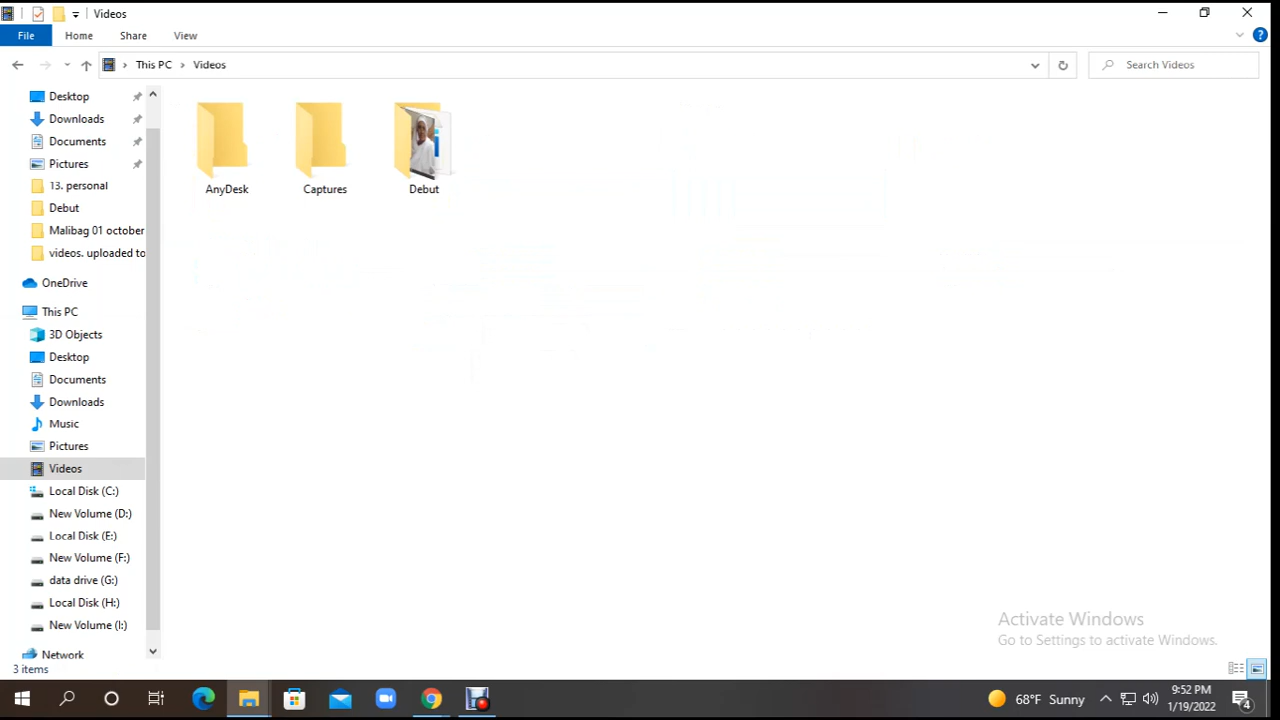 Videos
File Home Share View
This PC Videos
Search Videos
Desktop
Downloads
Documents
Pictures
13. personal
Debut
Malibag 01 october
videos. uploaded to
OneDrive
This PC
3D Objects
Desktop
Documents
Downloads
Music
Pictures
Videos
Local Disk (C:)
New Volume (D:)
Local Disk (E:)
New Volume (F:)
data drive (G:)
Local Disk (H:)
New Volume (I:)
Network
AnyDesk
Captures
Debut
Activate Windows
Go to Settings to activate Windows.
3 items
68°F Sunny
9:52 PM
1/19/2022
4